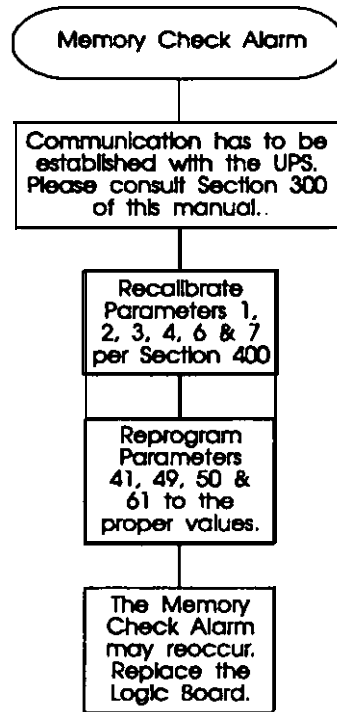 Memory Check Alarm
Communication has to be
established with the UPS.
Please consult Section 300
of this manual..
Recalibrate
Parameters 1,
2, 3, 4, 6 & 7
per Section 400
Reprogram
Parameters
41, 49, 50 &
61 to the
proper values.
The Memory
Check Alarm
may reoccur.
Replace the
Logic Board.